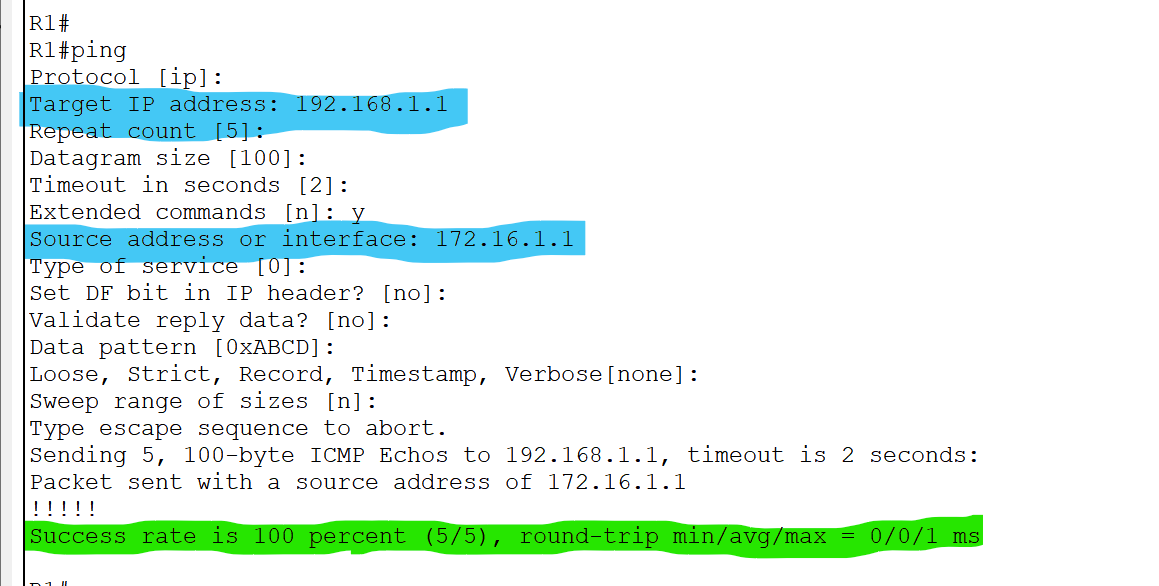 R1#
R1#ping
Protocol [ip]:
Target IP address: 192.168.1.1
Repeat count [5]:
Datagram size [100]:
Timeout in seconds [2]:
Extended commands [n]: y
Source address or interface: 172.16.1.1
Type of service [0]:
Set DF bit in IP header? [no]:
Validate reply data? [no]:
Data pattern [0xABCD]:
Loose, Strict, Record, Timestamp, Verbose[none]:
Sweep range of sizes [n]:
Type escape sequence to abort.
Sending 5, 100-byte ICMP Echos to 192.168.1.1, timeout is 2 seconds:
Packet sent with a source address of 172.16.1.1
!!!!!
Success rate is 100 percent (5/5), round-trip min/avg/max = 0/0/1 ms
R1#